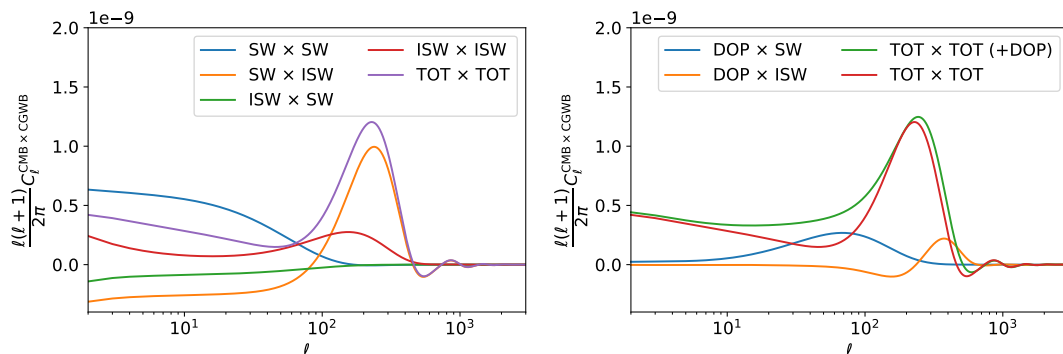 1e−9
2.0
1.5
1.0
0.5
0.0
ℓ(ℓ + 1)/2π C_ℓ^{CMB × CGWB}
SW × SW
SW × ISW
ISW × SW
ISW × ISW
TOT × TOT
10^1
10^2
10^3
ℓ
1e−9
2.0
1.5
1.0
0.5
0.0
ℓ(ℓ + 1)/2π C_ℓ^{CMB × CGWB}
DOP × SW
DOP × ISW
TOT × TOT (+DOP)
TOT × TOT
10^1
10^2
10^3
ℓ